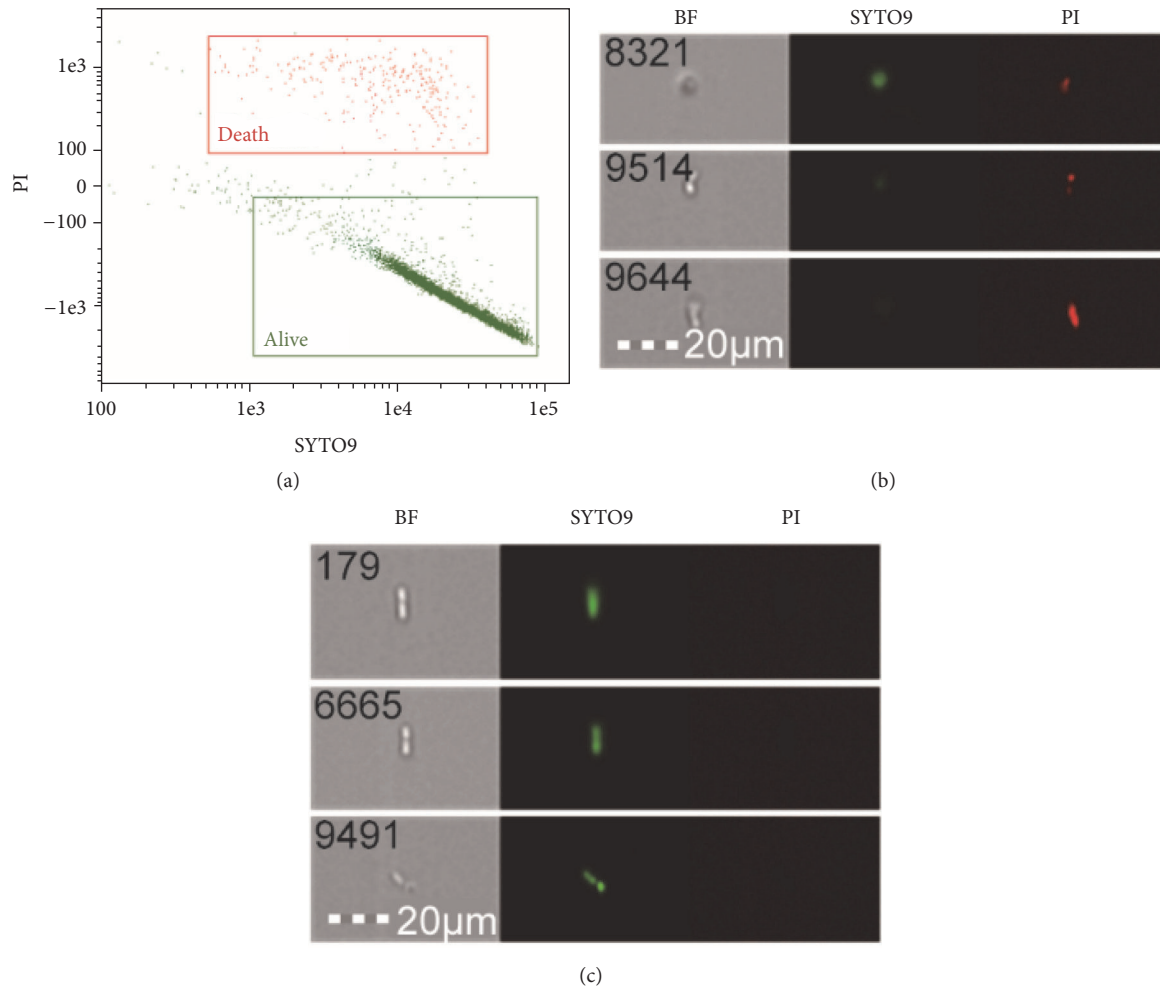 1e3
Death
100
PI
0
−100
−1e3
Alive
100
1e3
1e4
1e5
SYTO9
(a)
BF SYTO9 PI
8321
9514
9644
20μm
(b)
BF SYTO9 PI
179
6665
9491
20μm
(c)